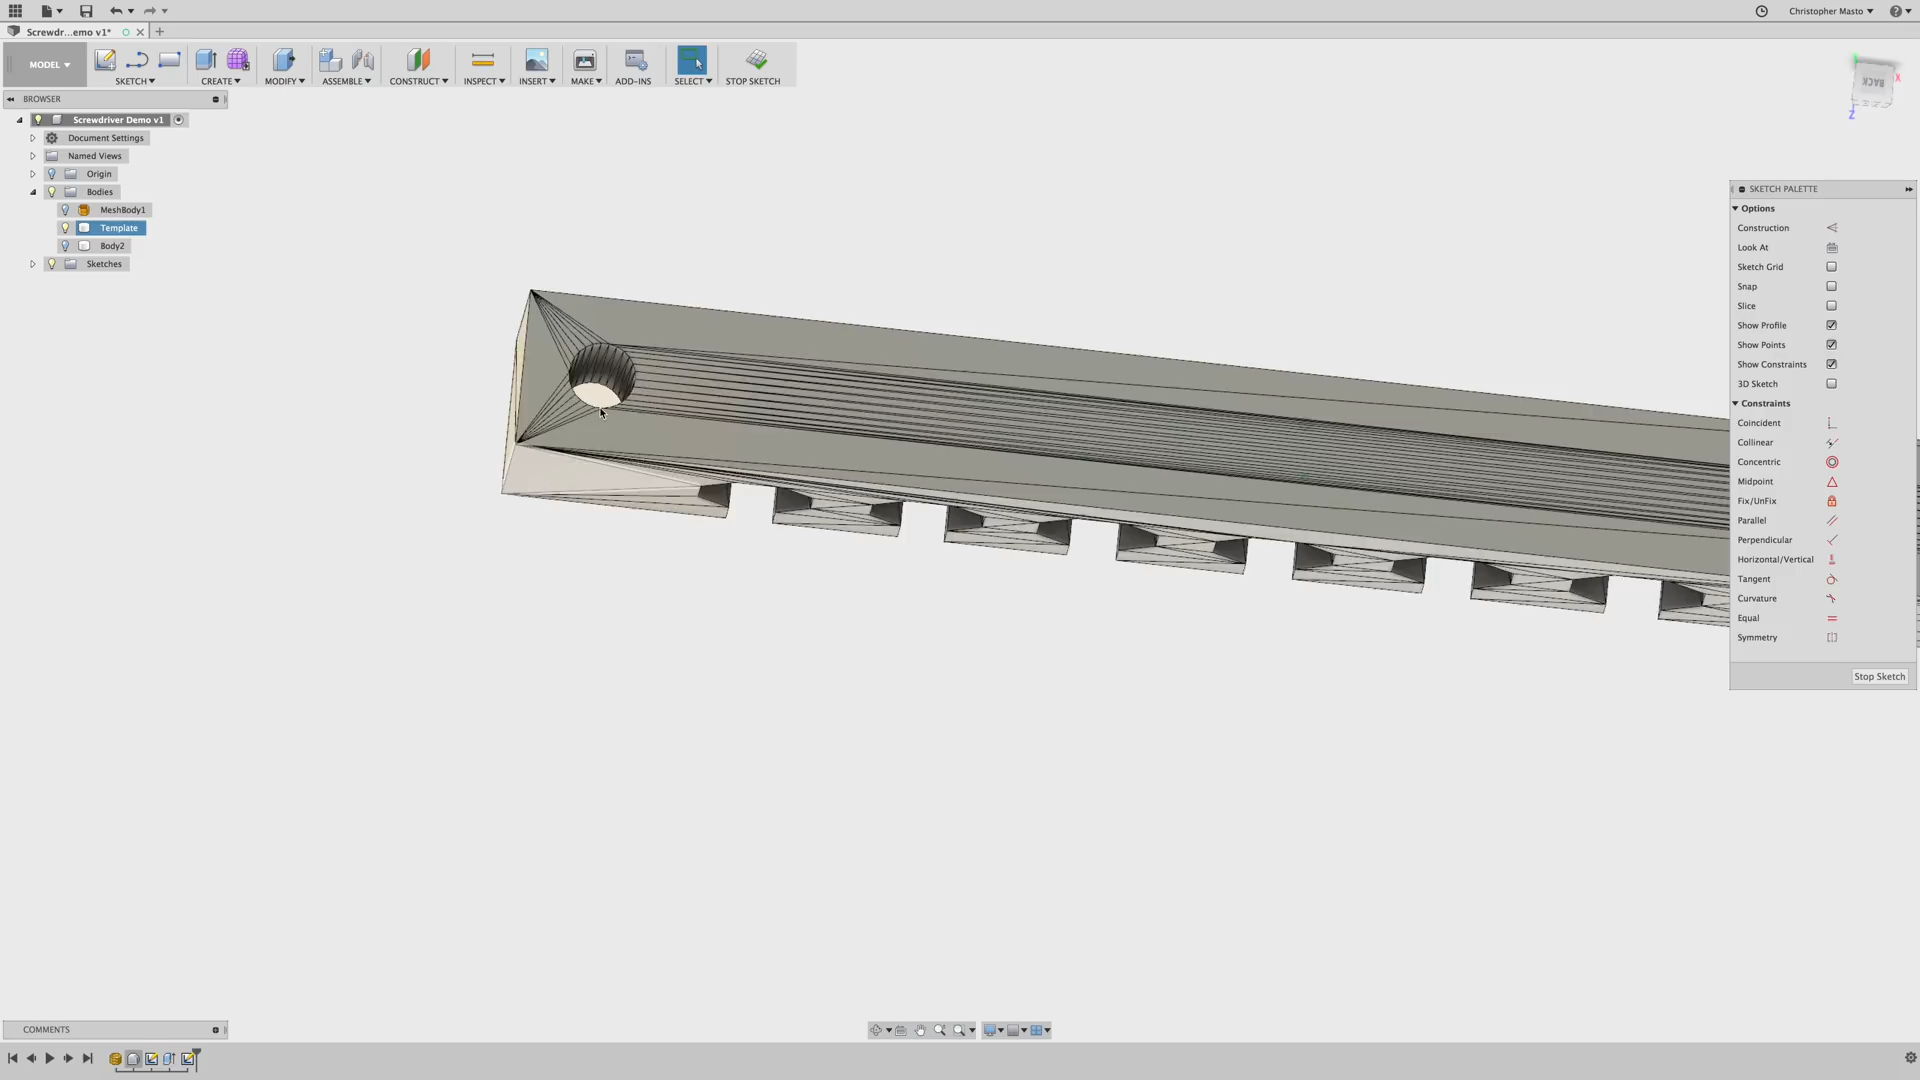 Christopher Masto
Screwdr...emo v1*
MODEL
SKETCH
CREATE
MODIFY
ASSEMBLE
CONSTRUCT
INSPECT
INSERT
MAKE
ADD-INS
SELECT
STOP SKETCH
BROWSER
Screwdriver Demo v1
Document Settings
Named Views
Origin
Bodies
MeshBody1
Template
Body2
Sketches
BACK
X
Z
SKETCH PALETTE
Options
Construction
Look At
Sketch Grid
Snap
Slice
Show Profile
Show Points
Show Constraints
3D Sketch
Constraints
Coincident
Collinear
Concentric
Midpoint
Fix/UnFix
Parallel
Perpendicular
Horizontal/Vertical
Tangent
Curvature
Equal
Symmetry
Stop Sketch
COMMENTS